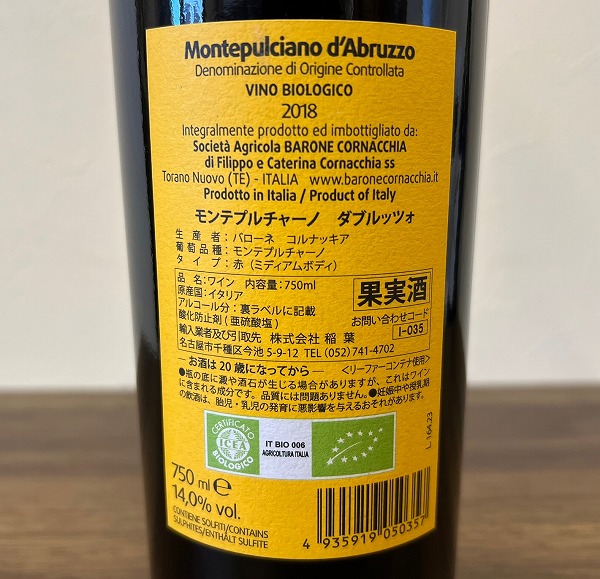 Montepulciano d'Abruzzo
Denominazione di Origine Controllata
VINO BIOLOGICO
2018
Integralmente prodotto ed imbottigliato da:
Società Agricola BARONE CORNACCHIA
di Filippo e Caterina Cornacchia ss
Torano Nuovo (TE) - ITALIA www.baronecornacchia.it
Prodotto in Italia / Product of Italy
モンテプルチャーノ ダブルッツォ
生産者：バローネ コルナッキア
葡萄品種：モンテプルチャーノ
タイプ：赤（ミディアムボディ）
品名：ワイン 内容量：750ml
原産国：イタリア
アルコール分：裏ラベルに記載
酸化防止剤（亜硫酸塩）
輸入業者及び引取先 株式会社 稲葉
名古屋市千種区今池 5-9-12 TEL (052)741-4702
果実酒
お問い合わせコード
I-035
お酒は20歳になってから ＜リーファーコンテナ使用＞
●瓶の底に澱や酒石が生じる場合がありますが、これはワイン
に含まれる成分です。品質には問題ありません。●妊娠中や授乳期
の飲酒は、胎児・乳児の発育に悪影響を与えるおそれがあります。
L. 164.23
CERTIFICATO
ICEA
BIOLOGICO
IT BIO 006
AGRICOLTURA ITALIA
750 ml e
14,0% vol.
CONTIENE SOLFITI/CONTAINS
SULPHITES/ENTHÄLT SULFITE
4 935919 050357